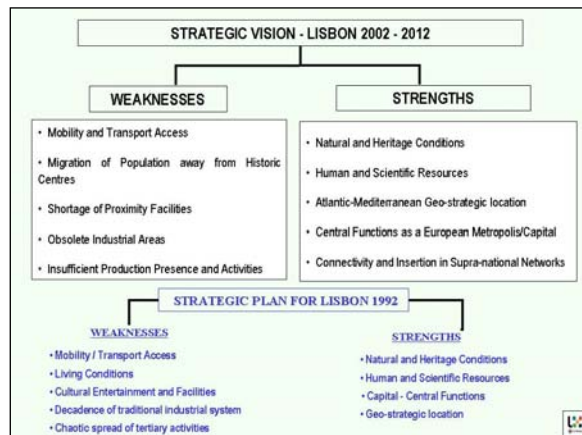 STRATEGIC VISION - LISBON 2002 - 2012
WEAKNESSES
• Mobility and Transport Access
• Migration of Population away from Historic
Centres
• Shortage of Proximity Facilities
• Obsolete Industrial Areas
• Insufficient Production Presence and Activities
STRENGTHS
• Natural and Heritage Conditions
• Human and Scientific Resources
• Atlantic-Mediterranean Geo-strategic location
• Central Functions as a European Metropolis/Capital
• Connectivity and Insertion in Supra-national Networks
STRATEGIC PLAN FOR LISBON 1992
WEAKNESSES
• Mobility / Transport Access
• Living Conditions
• Cultural Entertainment and Facilities
• Decadence of traditional industrial system
• Chaotic spread of tertiary activities
STRENGTHS
• Natural and Heritage Conditions
• Human and Scientific Resources
• Capital - Central Functions
• Geo-strategic location